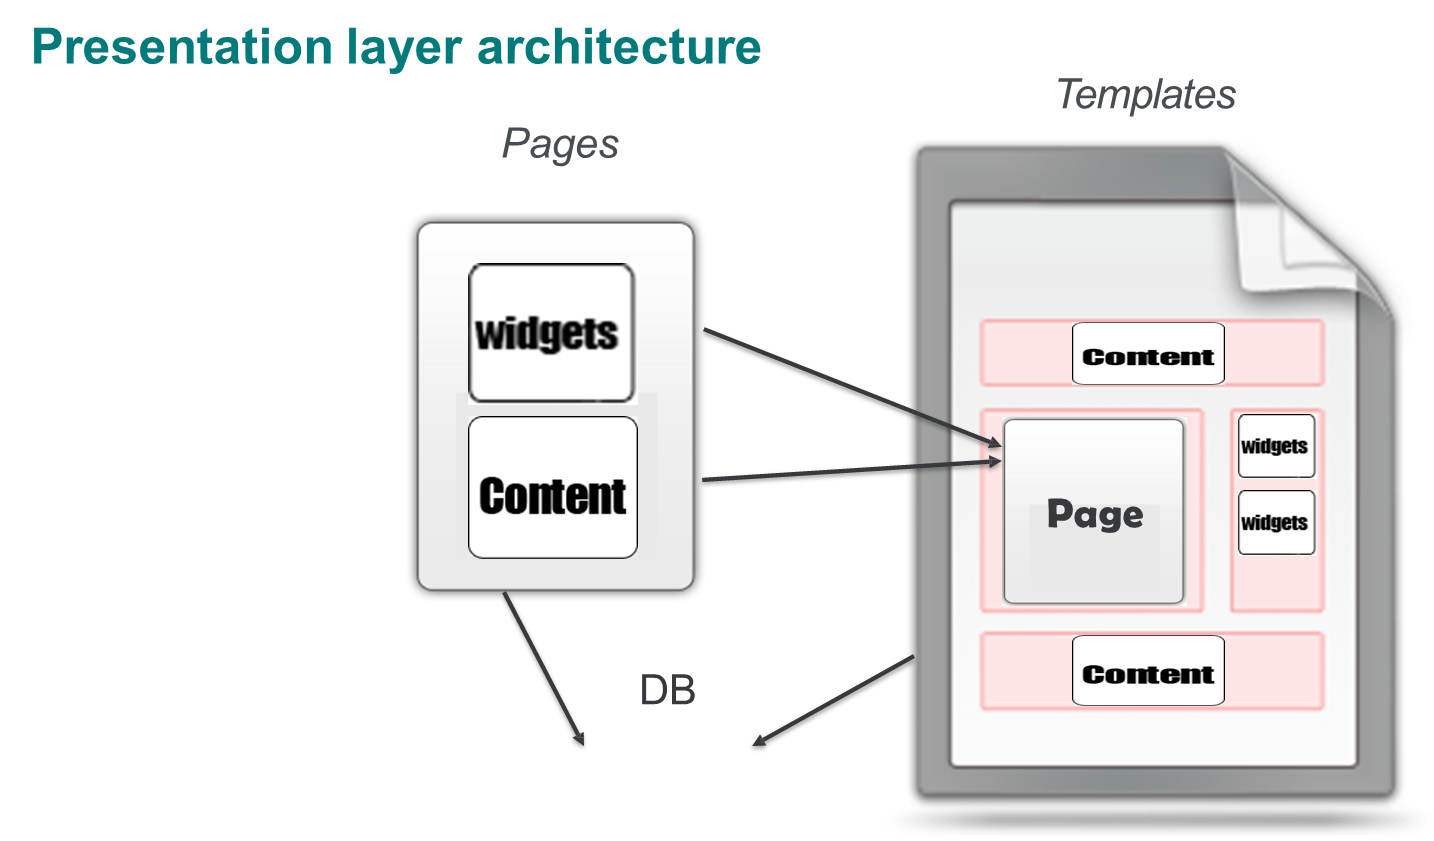 Presentation layer architecture
Templates
Pages
widgets
Content
Content
Page
widgets
widgets
Content
DB